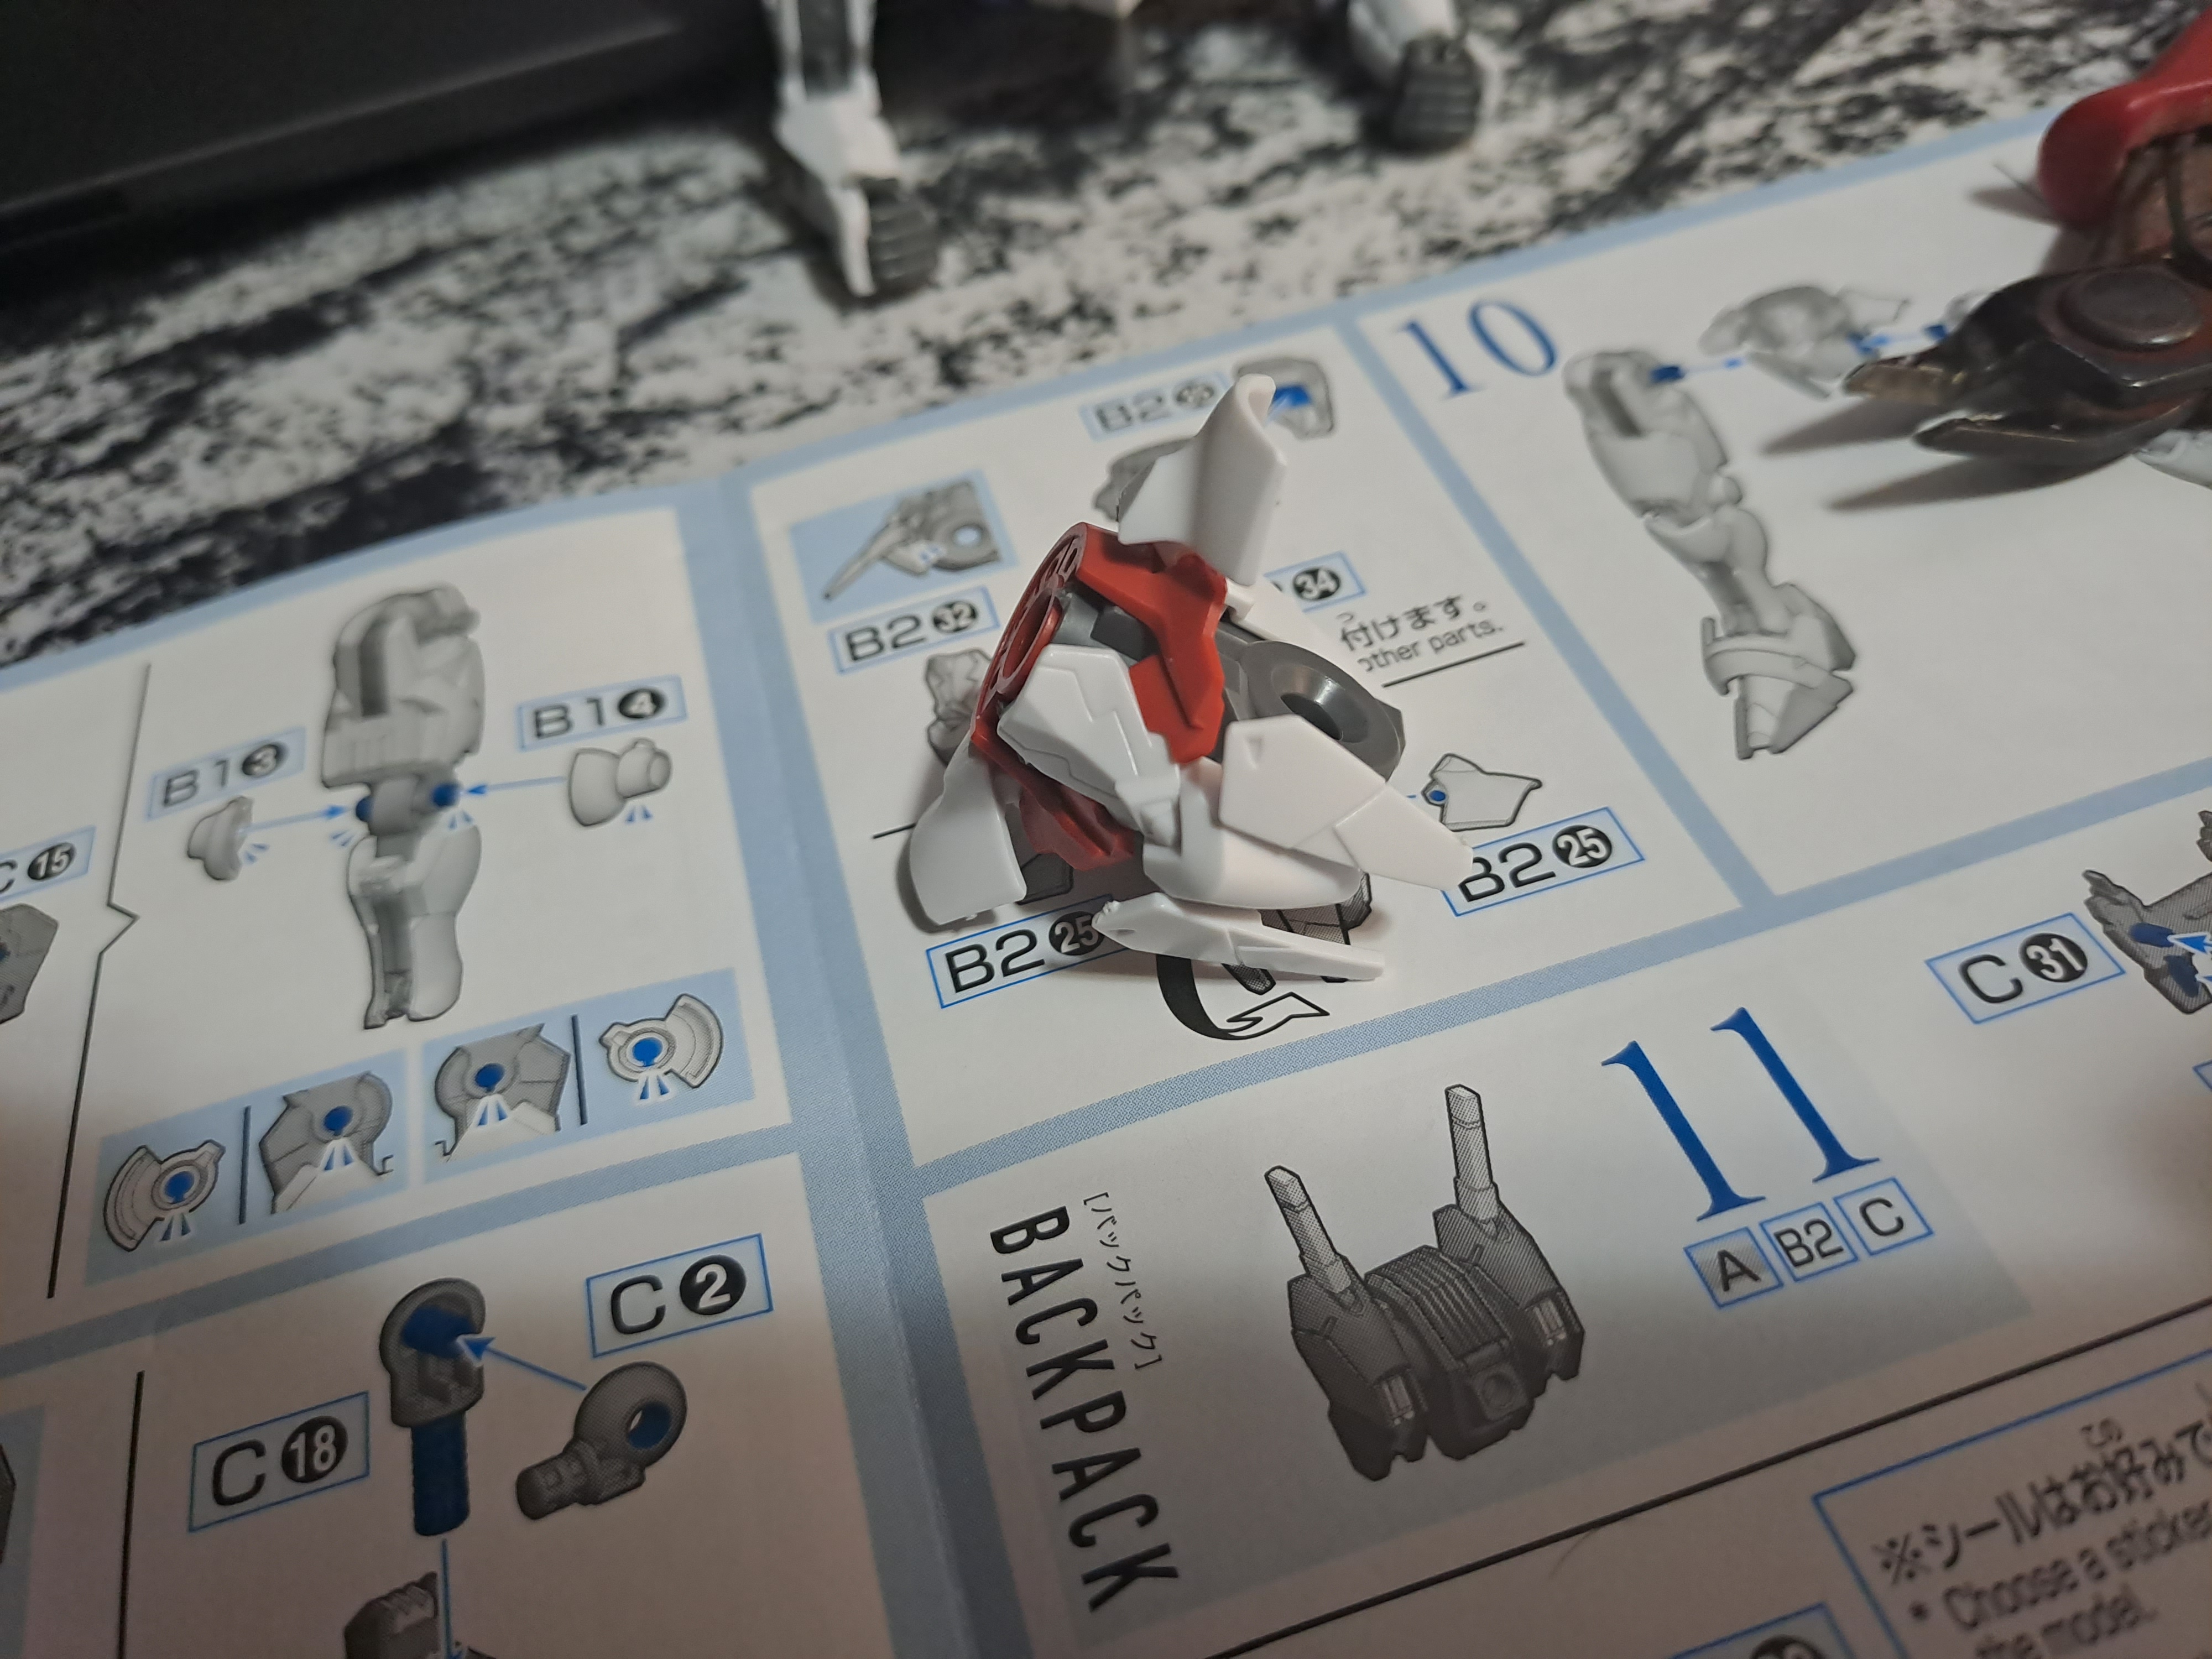 10
B2
B2 32
34
付けます。
other parts.
B1 4
B1 3
C 15
B2 25
B2 25
C 31
11
A B2 C
[バックパック]
BACKPACK
C 2
C 18
※シールはお好みで
• Choose a sticker
the model.